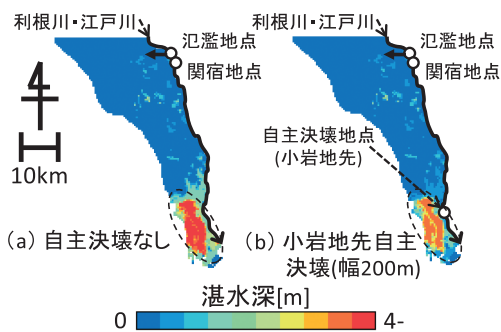 利根川・江戸川
氾濫地点
関宿地点
10km
(a) 自主決壊なし
利根川・江戸川
氾濫地点
関宿地点
自主決壊地点
(小岩地先)
(b) 小岩地先自主
決壊(幅200m)
湛水深[m]
0
4-